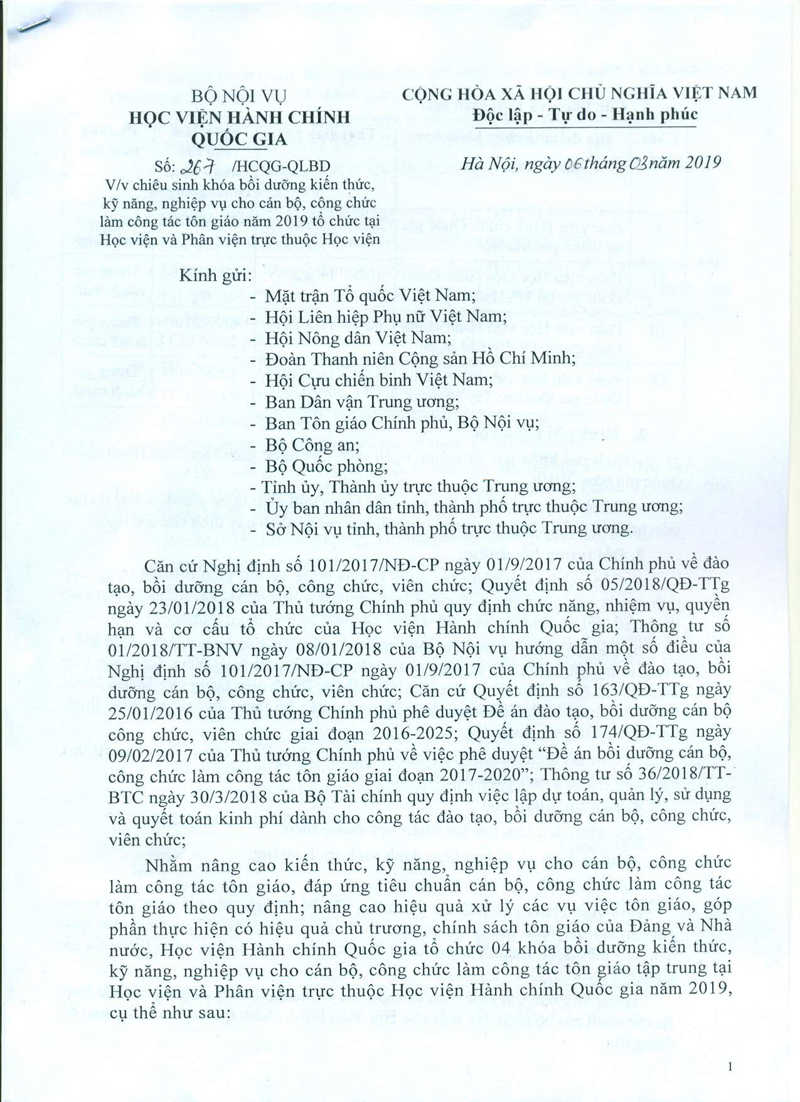 BỘ NỘI VỤ
HỌC VIỆN HÀNH CHÍNH
QUỐC GIA
Số: 267 /HCQG-QLBD
V/v chiêu sinh khóa bồi dưỡng kiến thức,
kỹ năng, nghiệp vụ cho cán bộ, công chức
làm công tác tôn giáo năm 2019 tổ chức tại
Học viện và Phân viện trực thuộc Học viện
CỘNG HÒA XÃ HỘI CHỦ NGHĨA VIỆT NAM
Độc lập - Tự do - Hạnh phúc
Hà Nội, ngày 06 tháng 03 năm 2019
Kính gửi:
- Mặt trận Tổ quốc Việt Nam;
- Hội Liên hiệp Phụ nữ Việt Nam;
- Hội Nông dân Việt Nam;
- Đoàn Thanh niên Cộng sản Hồ Chí Minh;
- Hội Cựu chiến binh Việt Nam;
- Ban Dân vận Trung ương;
- Ban Tôn giáo Chính phủ, Bộ Nội vụ;
- Bộ Công an;
- Bộ Quốc phòng;
- Tỉnh ủy, Thành ủy trực thuộc Trung ương;
- Ủy ban nhân dân tỉnh, thành phố trực thuộc Trung ương;
- Sở Nội vụ tỉnh, thành phố trực thuộc Trung ương.
Căn cứ Nghị định số 101/2017/NĐ-CP ngày 01/9/2017 của Chính phủ về đào
tạo, bồi dưỡng cán bộ, công chức, viên chức; Quyết định số 05/2018/QĐ-TTg
ngày 23/01/2018 của Thủ tướng Chính phủ quy định chức năng, nhiệm vụ, quyền
hạn và cơ cấu tổ chức của Học viện Hành chính Quốc gia; Thông tư số
01/2018/TT-BNV ngày 08/01/2018 của Bộ Nội vụ hướng dẫn một số điều của
Nghị định số 101/2017/NĐ-CP ngày 01/9/2017 của Chính phủ về đào tạo, bồi
dưỡng cán bộ, công chức, viên chức; Căn cứ Quyết định số 163/QĐ-TTg ngày
25/01/2016 của Thủ tướng Chính phủ phê duyệt Đề án đào tạo, bồi dưỡng cán bộ
công chức, viên chức giai đoạn 2016-2025; Quyết định số 174/QĐ-TTg ngày
09/02/2017 của Thủ tướng Chính phủ về việc phê duyệt “Đề án bồi dưỡng cán bộ,
công chức làm công tác tôn giáo giai đoạn 2017-2020”; Thông tư số 36/2018/TT-
BTC ngày 30/3/2018 của Bộ Tài chính quy định việc lập dự toán, quản lý, sử dụng
và quyết toán kinh phí dành cho công tác đào tạo, bồi dưỡng cán bộ, công chức,
viên chức;
Nhằm nâng cao kiến thức, kỹ năng, nghiệp vụ cho cán bộ, công chức
làm công tác tôn giáo, đáp ứng tiêu chuẩn cán bộ, công chức làm công tác
tôn giáo theo quy định; nâng cao hiệu quả xử lý các vụ việc tôn giáo, góp
phần thực hiện có hiệu quả chủ trương, chính sách tôn giáo của Đảng và Nhà
nước, Học viện Hành chính Quốc gia tổ chức 04 khóa bồi dưỡng kiến thức,
kỹ năng, nghiệp vụ cho cán bộ, công chức làm công tác tôn giáo tập trung tại
Học viện và Phân viện trực thuộc Học viện Hành chính Quốc gia năm 2019,
cụ thể như sau:
1